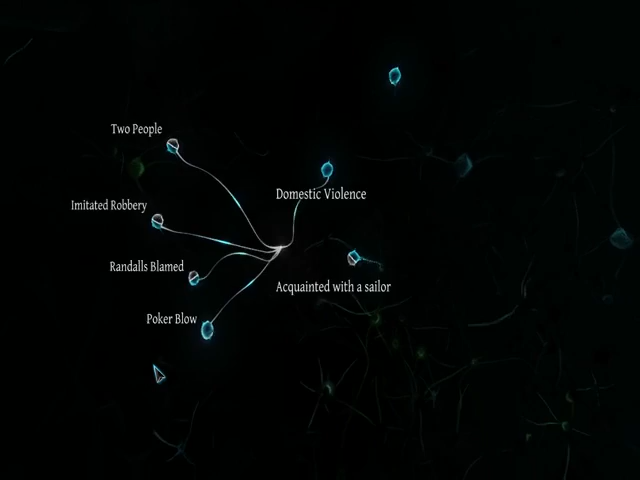 Two People
Domestic Violence
Imitated Robbery
Randalls Blamed
Acquainted with a sailor
Poker Blow